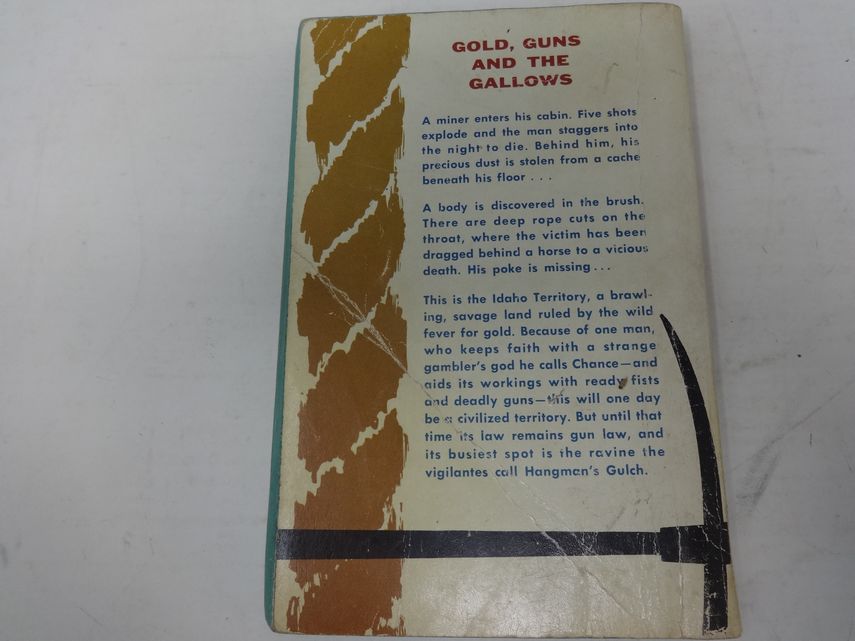 GOLD, GUNS
AND THE
GALLOWS
A miner enters his cabin. Five shots
explode and the man staggers into
the night to die. Behind him, his
precious dust is stolen from a cache
beneath his floor . . .
A body is discovered in the brush.
There are deep rope cuts on the
throat, where the victim has been
dragged behind a horse to a vicious
death. His poke is missing . . .
This is the Idaho Territory, a brawl-
ing, savage land ruled by the wild
fever for gold. Because of one man,
who keeps faith with a strange
gambler's god he calls Chance—and
aids its workings with ready fists
and deadly guns—this will one day
be a civilized territory. But until that
time its law remains gun law, and
its busiest spot is the ravine the
vigilantes call Hangman's Gulch.